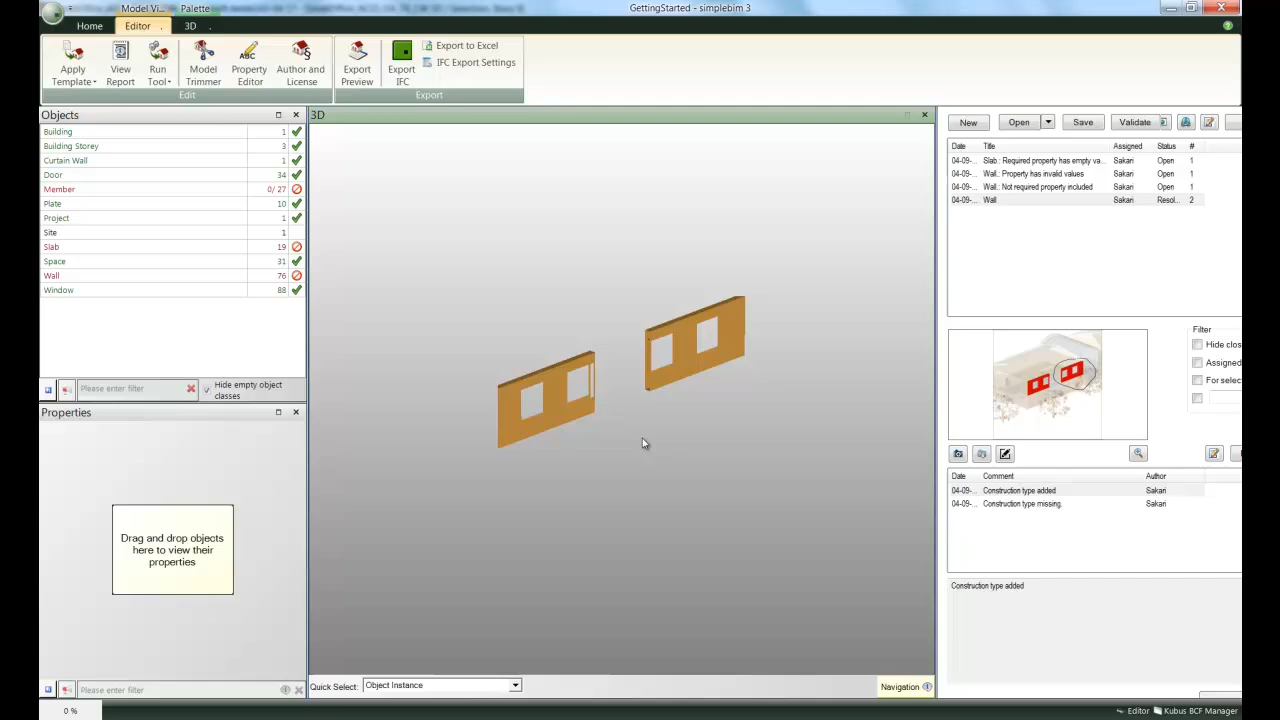 Model Vi... Palette
GettingStarted - simplebim 3
Home Editor 3D
Apply Template
View Report
Run Tool
Model Trimmer
Property Editor
Author and License
Export Preview
Export IFC
Export to Excel
IFC Export Settings
Edit
Export
Objects
Building 1
Building Storey 3
Curtain Wall 1
Door 34
Member 0/ 27
Plate 10
Project 1
Site 1
Slab 19
Space 31
Wall 76
Window 88
Please enter filter
Hide empty object classes
Properties
Drag and drop objects
here to view their
properties
Please enter filter
0 %
3D
Quick Select: Object Instance
Navigation
New Open Save Validate
Date Title Assigned Status #
04-09-... Slab : Required property has empty va... Sakari Open 1
04-09-... Wall : Property has invalid values Sakari Open 1
04-09-... Wall : Not required property included Sakari Open 1
04-09-... Wall Sakari Resol... 2
Filter
Hide clos
Assigned
For selec
Date Comment Author
04-09-... Construction type added Sakari
04-09-... Construction type missing. Sakari
Construction type added
Editor Kubus BCF Manager